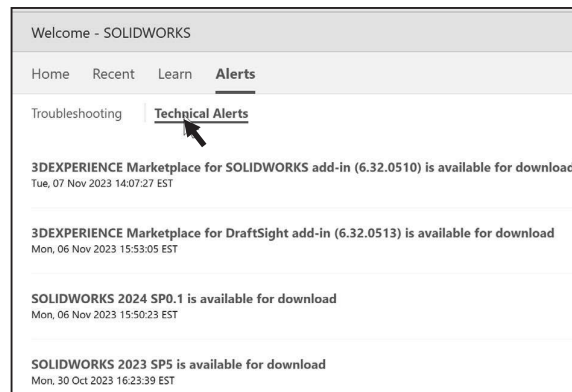 Welcome - SOLIDWORKS
Home Recent Learn Alerts
Troubleshooting Technical Alerts
3DEXPERIENCE Marketplace for SOLIDWORKS add-in (6.32.0510) is available for download
Tue, 07 Nov 2023 14:07:27 EST
3DEXPERIENCE Marketplace for DraftSight add-in (6.32.0513) is available for download
Mon, 06 Nov 2023 15:53:05 EST
SOLIDWORKS 2024 SP0.1 is available for download
Mon, 06 Nov 2023 15:50:23 EST
SOLIDWORKS 2023 SP5 is available for download
Mon, 30 Oct 2023 16:23:39 EST